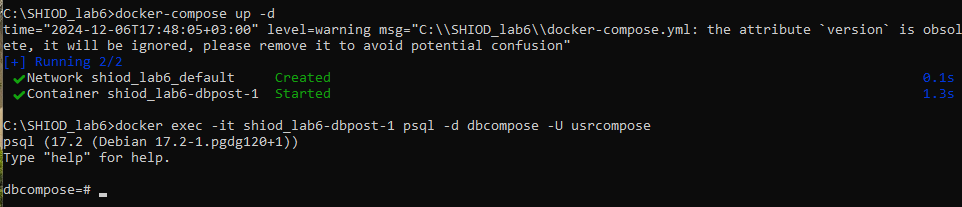 C:\SHIOD_lab6>docker-compose up -d
time="2024-12-06T17:48:05+03:00" level=warning msg="C:\\SHIOD_lab6\\docker-compose.yml: the attribute `version` is obsol
ete, it will be ignored, please remove it to avoid potential confusion"
[+] Running 2/2
✔Network shiod_lab6_default     Created     0.1s
✔Container shiod_lab6-dbpost-1  Started     1.3s
C:\SHIOD_lab6>docker exec -it shiod_lab6-dbpost-1 psql -d dbcompose -U usrcompose
psql (17.2 (Debian 17.2-1.pgdg120+1))
Type "help" for help.
dbcompose=# _